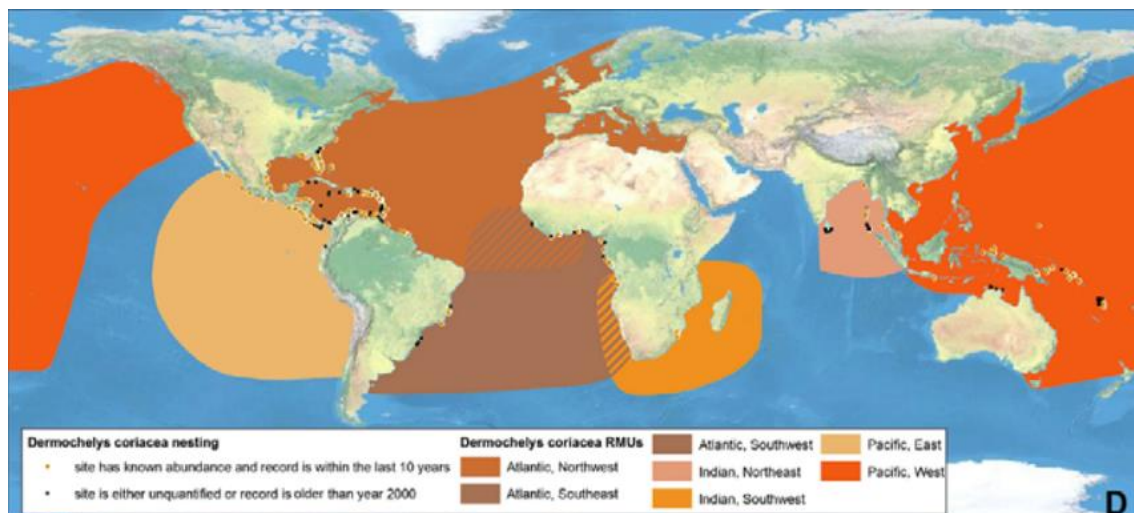 Dermochelys coriacea nesting
site has known abundance and record is within the last 10 years
site is either unquantified or record is older than year 2000
Dermochelys coriacea RMUs
Atlantic, Northwest
Atlantic, Southeast
Atlantic, Southwest
Indian, Northeast
Indian, Southwest
Pacific, East
Pacific, West
D